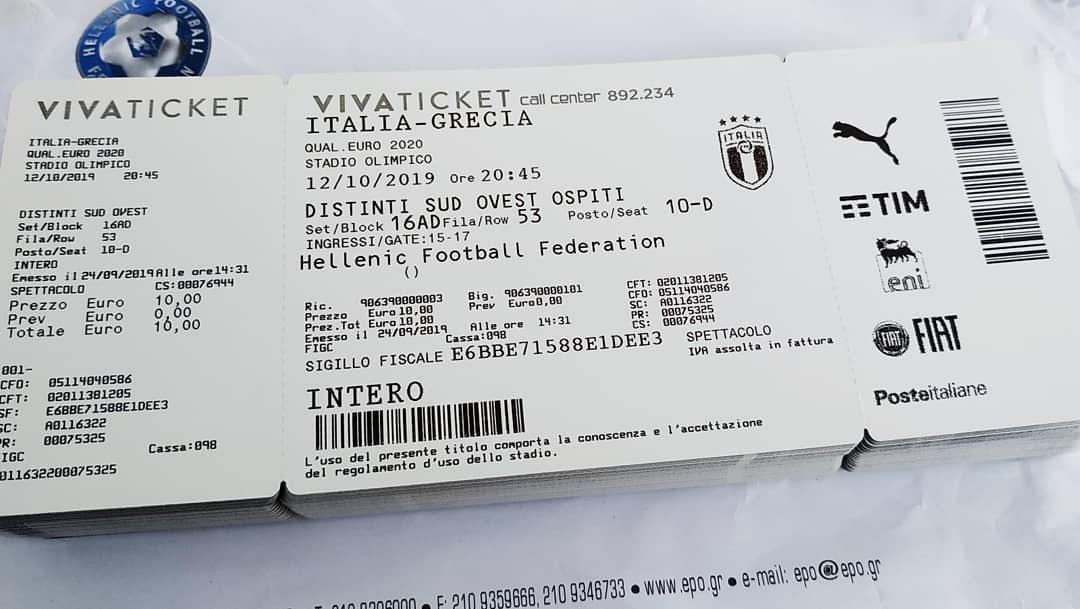 HELLENIC FOOTBALL
VIVATICKET
ITALIA-GRECIA
QUAL.EURO 2020
STADIO OLIMPICO
12/10/2019 20:45
DISTINTI SUD OVEST
Set/Block 16AD
Fila/Row 53
Posto/Seat 10-D
INTERO
Emesso il 24/09/2019 Alle ore 14:31
SPETTACOLO CS:00076944
Prezzo Euro 10,00
Prev Euro 0,00
Totale Euro 10,00
001-
CFO: 05114040586
CFT: 02011381205
SF: E6BBE71588E1DEE3
SC: A0116322
PR: 00075325
FIGC Cassa:098
011632200075325
VIVATICKET call center 892.234
ITALIA-GRECIA
QUAL.EURO 2020
STADIO OLIMPICO
12/10/2019 Ore 20:45
DISTINTI SUD OVEST OSPITI
Set/Block 16AD Fila/Row 53 Posto/Seat 10-D
INGRESSI/GATE:15-17
Hellenic Football Federation
()
Ric. 906390000003 Big. 906390000101
Prezzo Euro 10,00 Prev Euro 0,00
Prez.Tot Euro 10,00
Emesso il 24/09/2019 Alle ore 14:31
FIGC Cassa:098
CFT: 02011381205
CFO: 05114040586
SC: A0116322
PR: 00075325
CS: 00076944
SIGILLO FISCALE E6BBE71588E1DEE3 SPETTACOLO
IVA assolta in fattura
INTERO
L'uso del presente titolo comporta la conoscenza e l'accettazione
del regolamento d'uso dello stadio.
ITALIA
TIM
eni
FIAT
FIAT
Posteitaliane
F: 210 9359666, 210 9346733 ● www.epo.gr ● e-mail: epo@epo.gr